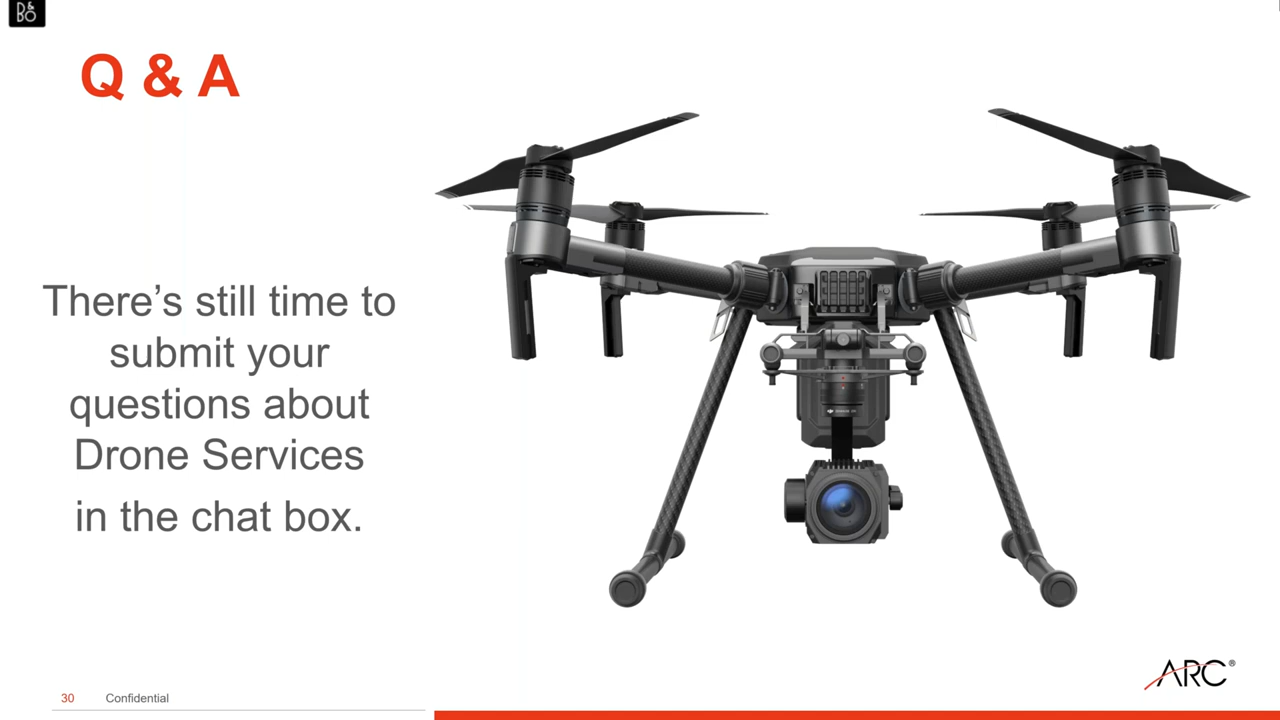 B&O
Q & A
There's still time to
submit your
questions about
Drone Services
in the chat box.
ARC®
30 Confidential